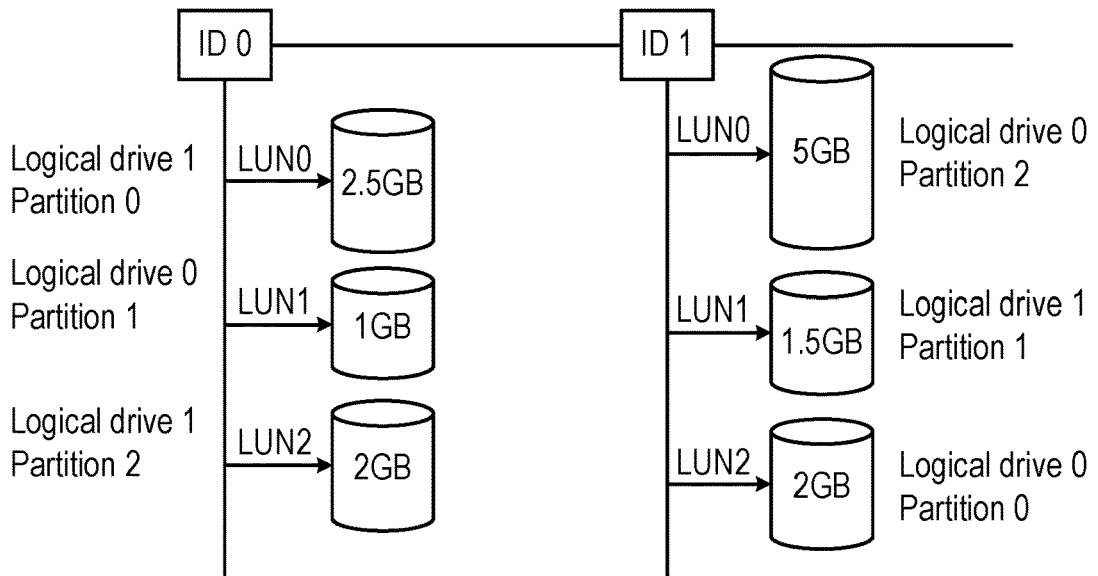 ID 0
ID 1
Logical drive 1
Partition 0
LUN0
2.5GB
Logical drive 0
Partition 1
LUN1
1GB
Logical drive 1
Partition 2
LUN2
2GB
LUN0
5GB
Logical drive 0
Partition 2
LUN1
1.5GB
Logical drive 1
Partition 1
LUN2
2GB
Logical drive 0
Partition 0